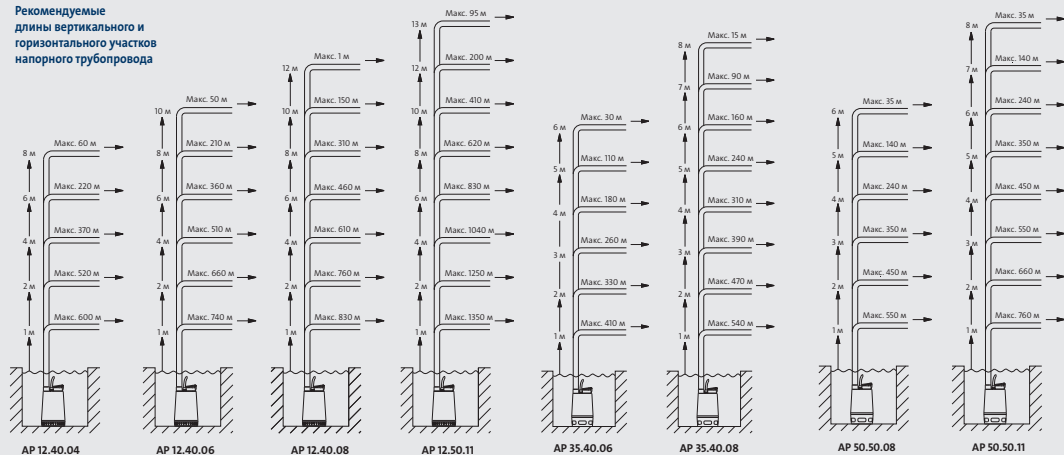 Рекомендуемые
длины вертикального и
горизонтального участков
напорного трубопровода
Макс. 60 м
8 м
Макс. 220 м
6 м
Макс. 370 м
4 м
Макс. 520 м
2 м
Макс. 600 м
1 м
AP 12.40.04
Макс. 50 м
10 м
Макс. 210 м
8 м
Макс. 360 м
6 м
Макс. 510 м
4 м
Макс. 660 м
2 м
Макс. 740 м
1 м
AP 12.40.06
Макс. 1 м
12 м
Макс. 150 м
10 м
Макс. 310 м
8 м
Макс. 460 м
6 м
Макс. 610 м
4 м
Макс. 760 м
2 м
Макс. 830 м
1 м
AP 12.40.08
Макс. 95 м
13 м
Макс. 200 м
12 м
Макс. 410 м
10 м
Макс. 620 м
8 м
Макс. 830 м
6 м
Макс. 1040 м
4 м
Макс. 1250 м
2 м
Макс. 1350 м
1 м
AP 12.50.11
Макс. 30 м
6 м
Макс. 110 м
5 м
Макс. 180 м
4 м
Макс. 260 м
3 м
Макс. 330 м
2 м
Макс. 410 м
1 м
AP 35.40.06
Макс. 15 м
8 м
Макс. 90 м
7 м
Макс. 160 м
6 м
Макс. 240 м
5 м
Макс. 310 м
4 м
Макс. 390 м
3 м
Макс. 470 м
2 м
Макс. 540 м
1 м
AP 35.40.08
Макс. 35 м
6 м
Макс. 140 м
5 м
Макс. 240 м
4 м
Макс. 350 м
3 м
Макс. 450 м
2 м
Макс. 550 м
1 м
AP 50.50.08
Макс. 35 м
8 м
Макс. 140 м
7 м
Макс. 240 м
6 м
Макс. 350 м
5 м
Макс. 450 м
4 м
Макс. 550 м
3 м
Макс. 660 м
2 м
Макс. 760 м
1 м
AP 50.50.11